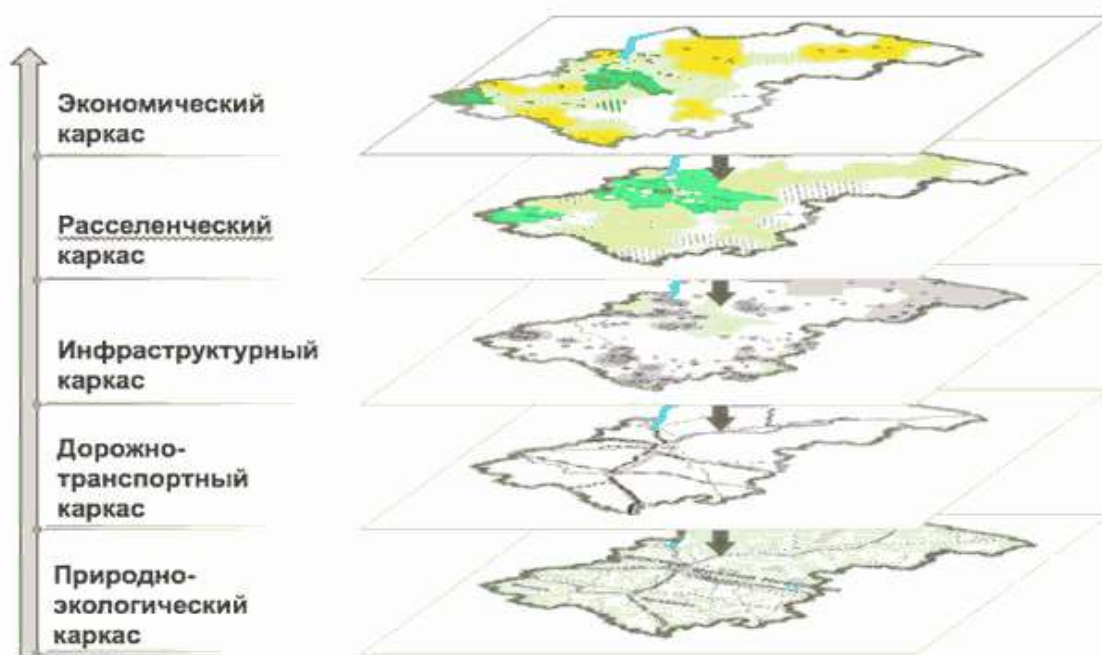 Экономический
каркас
Расселенческий
каркас
Инфраструктурный
каркас
Дорожно-
транспортный
каркас
Природно-
экологический
каркас